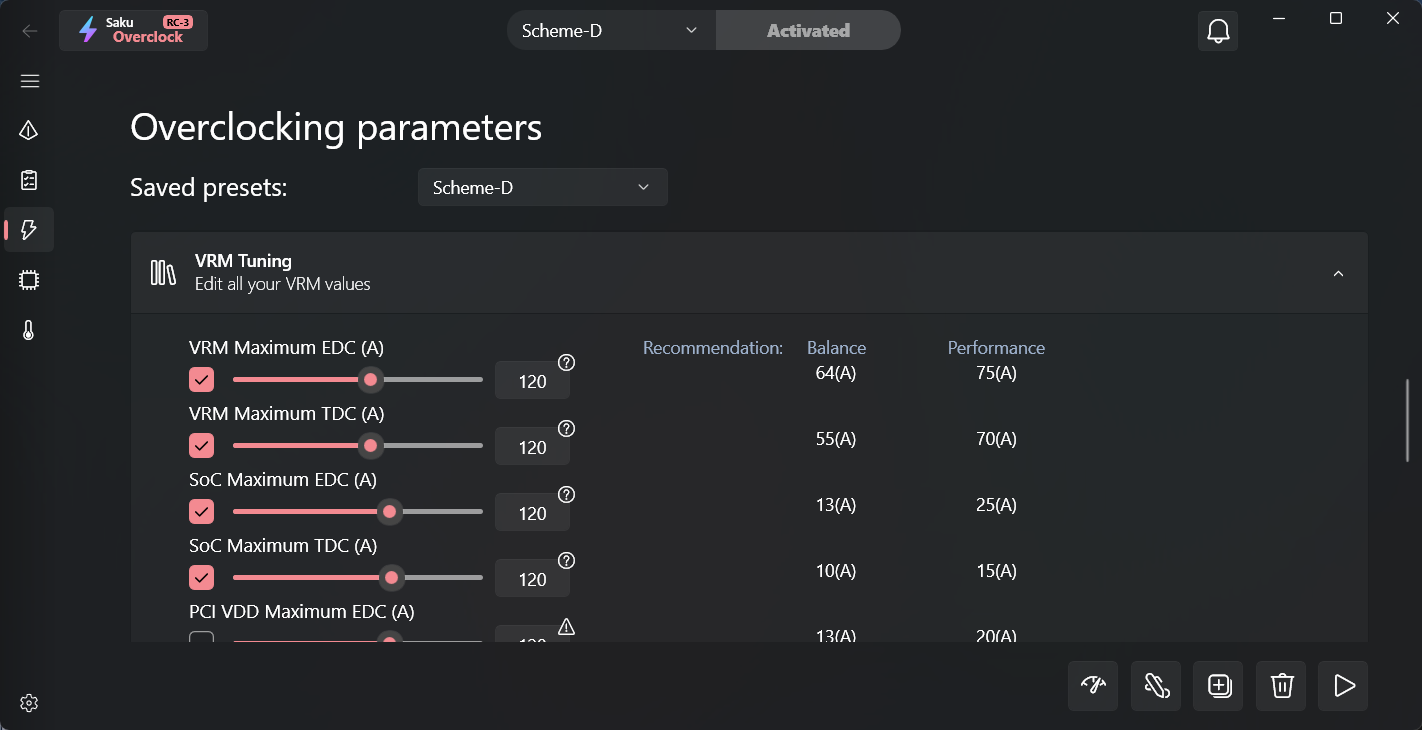 Saku RC-3
Overclock
Scheme-D
Activated
Overclocking parameters
Saved presets:
Scheme-D
VRM Tuning
Edit all your VRM values
VRM Maximum EDC (A)
Recommendation:
Balance
Performance
120
64(A)
75(A)
VRM Maximum TDC (A)
120
55(A)
70(A)
SoC Maximum EDC (A)
120
13(A)
25(A)
SoC Maximum TDC (A)
120
10(A)
15(A)
PCI VDD Maximum EDC (A)
13(A)
20(A)